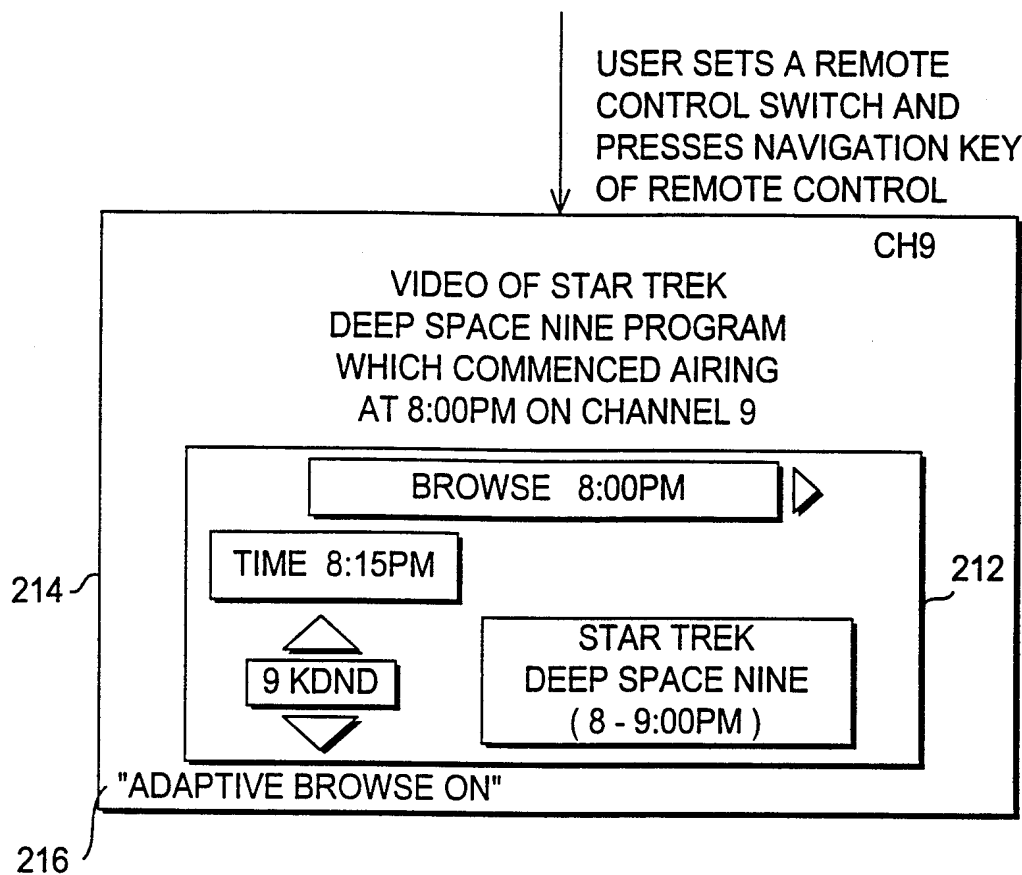 USER SETS A REMOTE
CONTROL SWITCH AND
PRESSES NAVIGATION KEY
OF REMOTE CONTROL
CH9
VIDEO OF STAR TREK
DEEP SPACE NINE PROGRAM
WHICH COMMENCED AIRING
AT 8:00PM ON CHANNEL 9
BROWSE 8:00PM
TIME 8:15PM
214
212
9 KDND
STAR TREK
DEEP SPACE NINE
( 8 - 9:00PM )
"ADAPTIVE BROWSE ON"
216